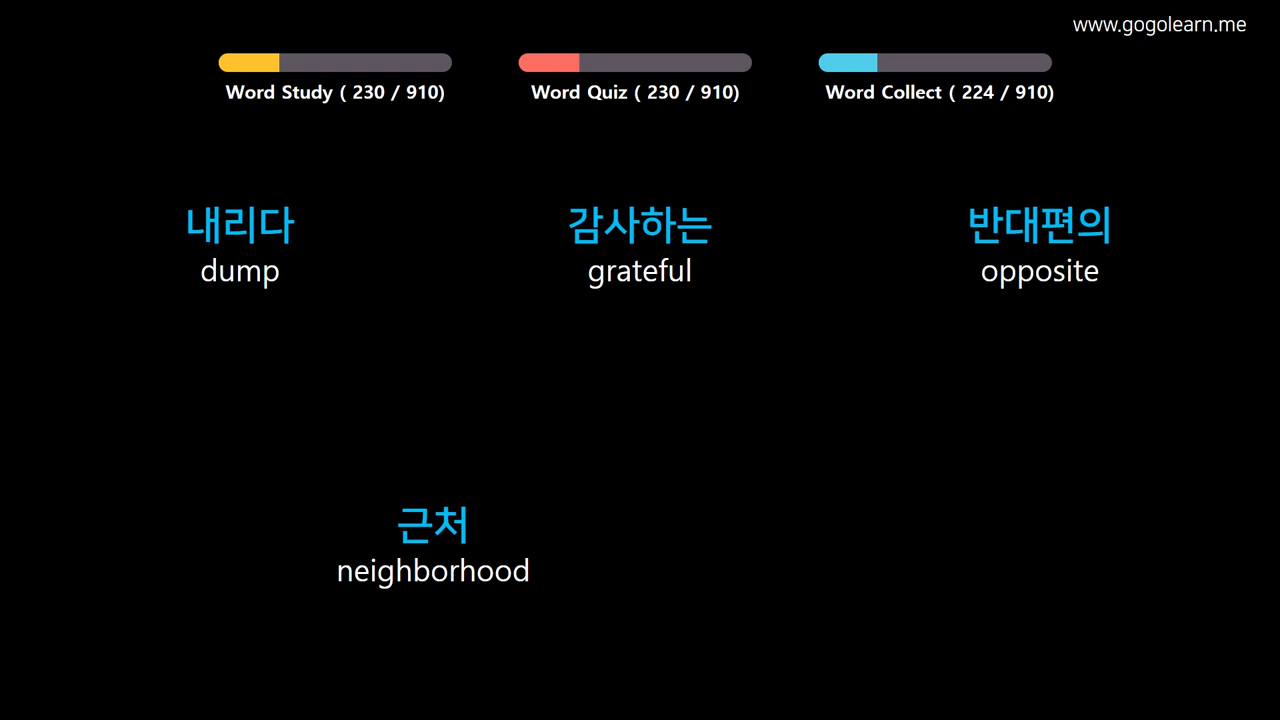 www.gogolearn.me
Word Study ( 230 / 910)
Word Quiz ( 230 / 910)
Word Collect ( 224 / 910)
내리다
dump
감사하는
grateful
반대편의
opposite
근처
neighborhood